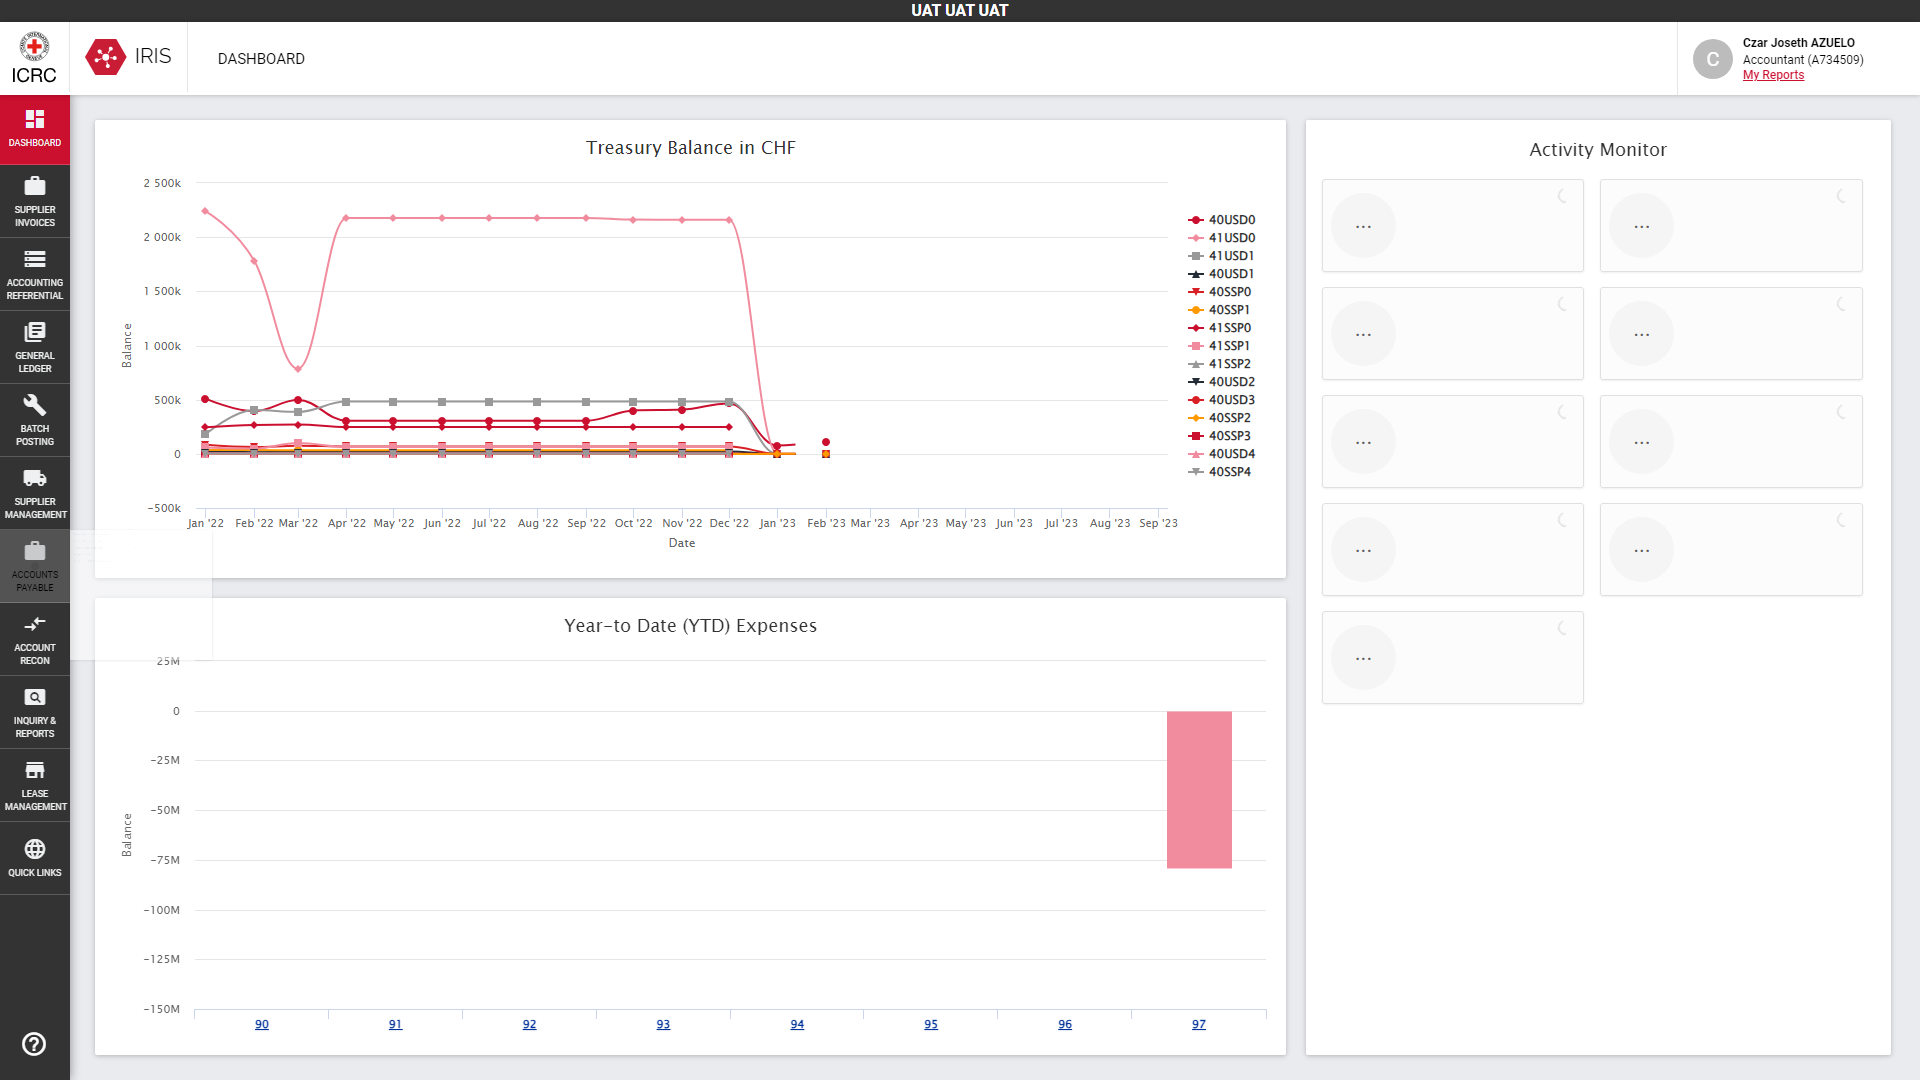 UAT UAT UAT
ICRC
IRIS
DASHBOARD
C
Czar Joseth AZUELO
Accountant (A734509)
My Reports
DASHBOARD
SUPPLIER
INVOICES
ACCOUNTING
REFERENTIAL
GENERAL
LEDGER
BATCH
POSTING
SUPPLIER
MANAGEMENT
ACCOUNTS
PAYABLE
ACCOUNT
RECON
INQUIRY &
REPORTS
LEASE
MANAGEMENT
QUICK LINKS
Treasury Balance in CHF
Balance
2 500k
2 000k
1 500k
1 000k
500k
0
−500k
Jan '22 Feb '22 Mar '22 Apr '22 May '22 Jun '22 Jul '22 Aug '22 Sep '22 Oct '22 Nov '22 Dec '22 Jan '23 Feb '23 Mar '23 Apr '23 May '23 Jun '23 Jul '23 Aug '23 Sep '23
Date
40USD0
41USD0
41USD1
40USD1
40SSP0
40SSP1
41SSP0
41SSP1
41SSP2
40USD2
40USD3
40SSP2
40SSP3
40USD4
40SSP4
Year-to Date (YTD) Expenses
Balance
25M
0
−25M
−50M
−75M
−100M
−125M
−150M
90 91 92 93 94 95 96 97
Activity Monitor
... ...
... ...
... ...
... ...
...